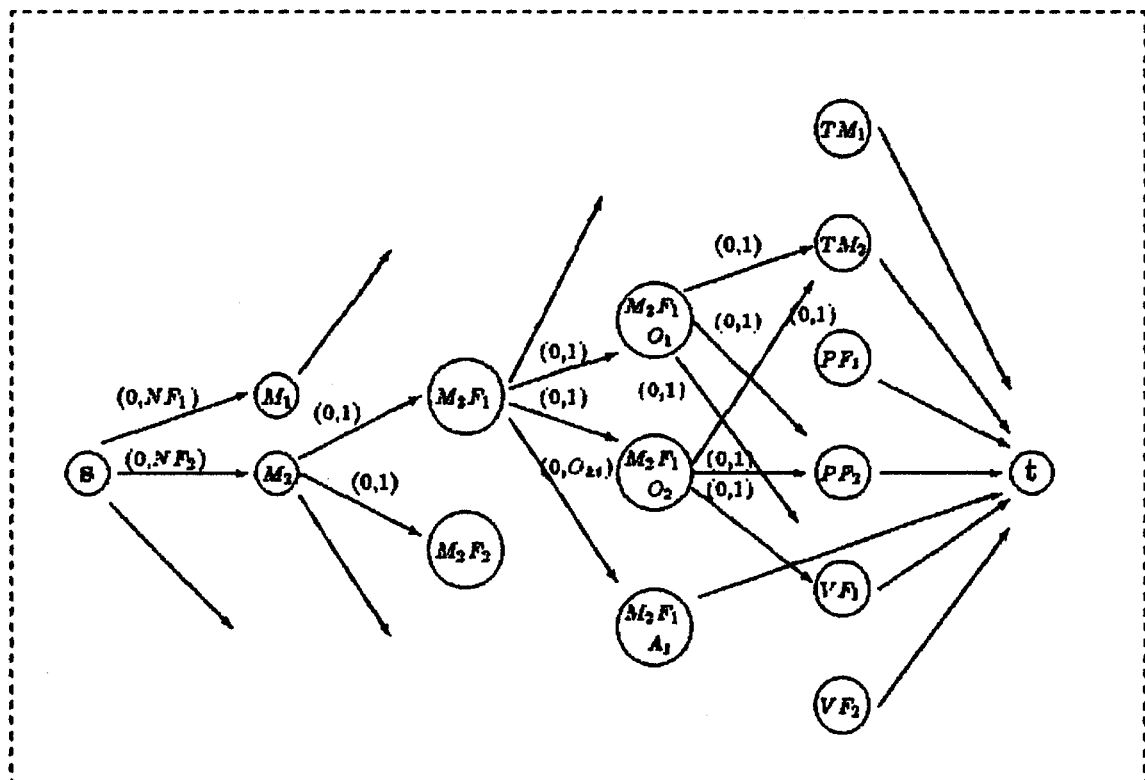 TM₁
(0,1)
TM₂
M₂F₁
O₁
(0,1)
(0,1)
(0,1)
PF₁
(0,NF₁)
M₁
(0,1)
M₂F₁
(0,1)
(0,1)
s
(0,NF₂)
M₂
(0,1)
M₂F₂
M₂F₁
O₂
(0,1)
(0,1)
PF₂
t
M₂F₁
A₁
VF₁
VF₂